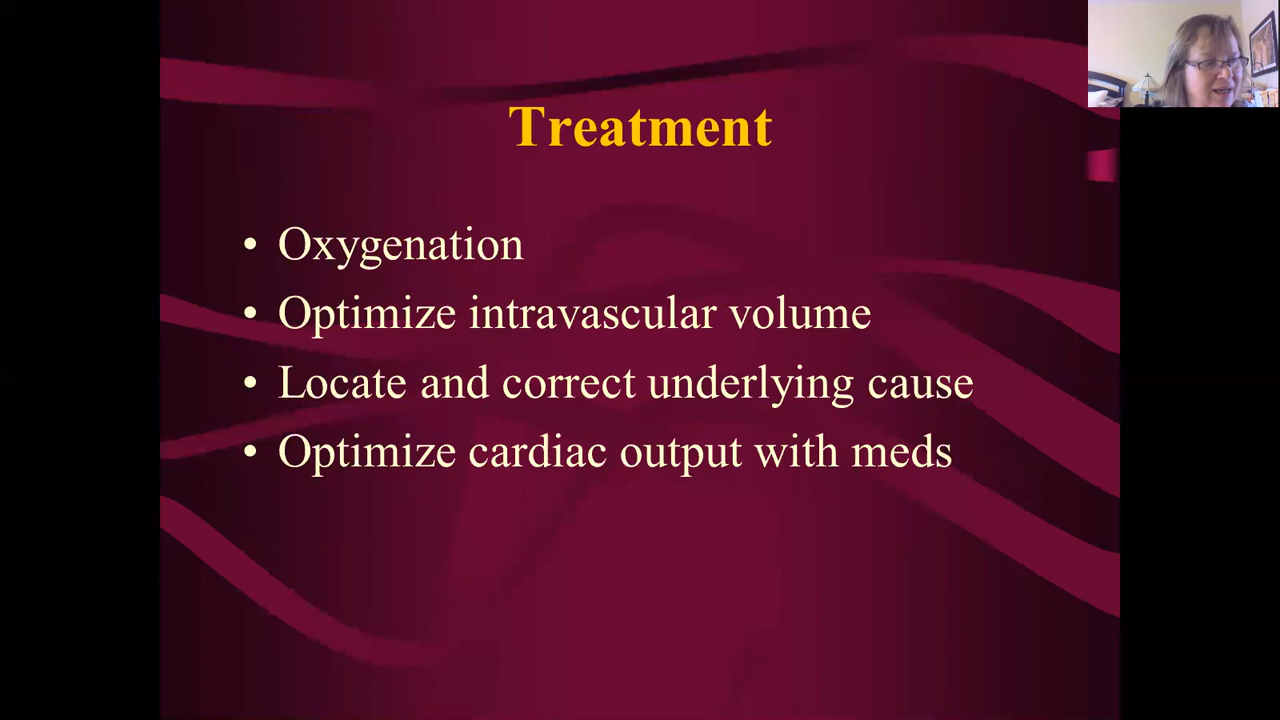 Treatment
• Oxygenation
• Optimize intravascular volume
• Locate and correct underlying cause
• Optimize cardiac output with meds